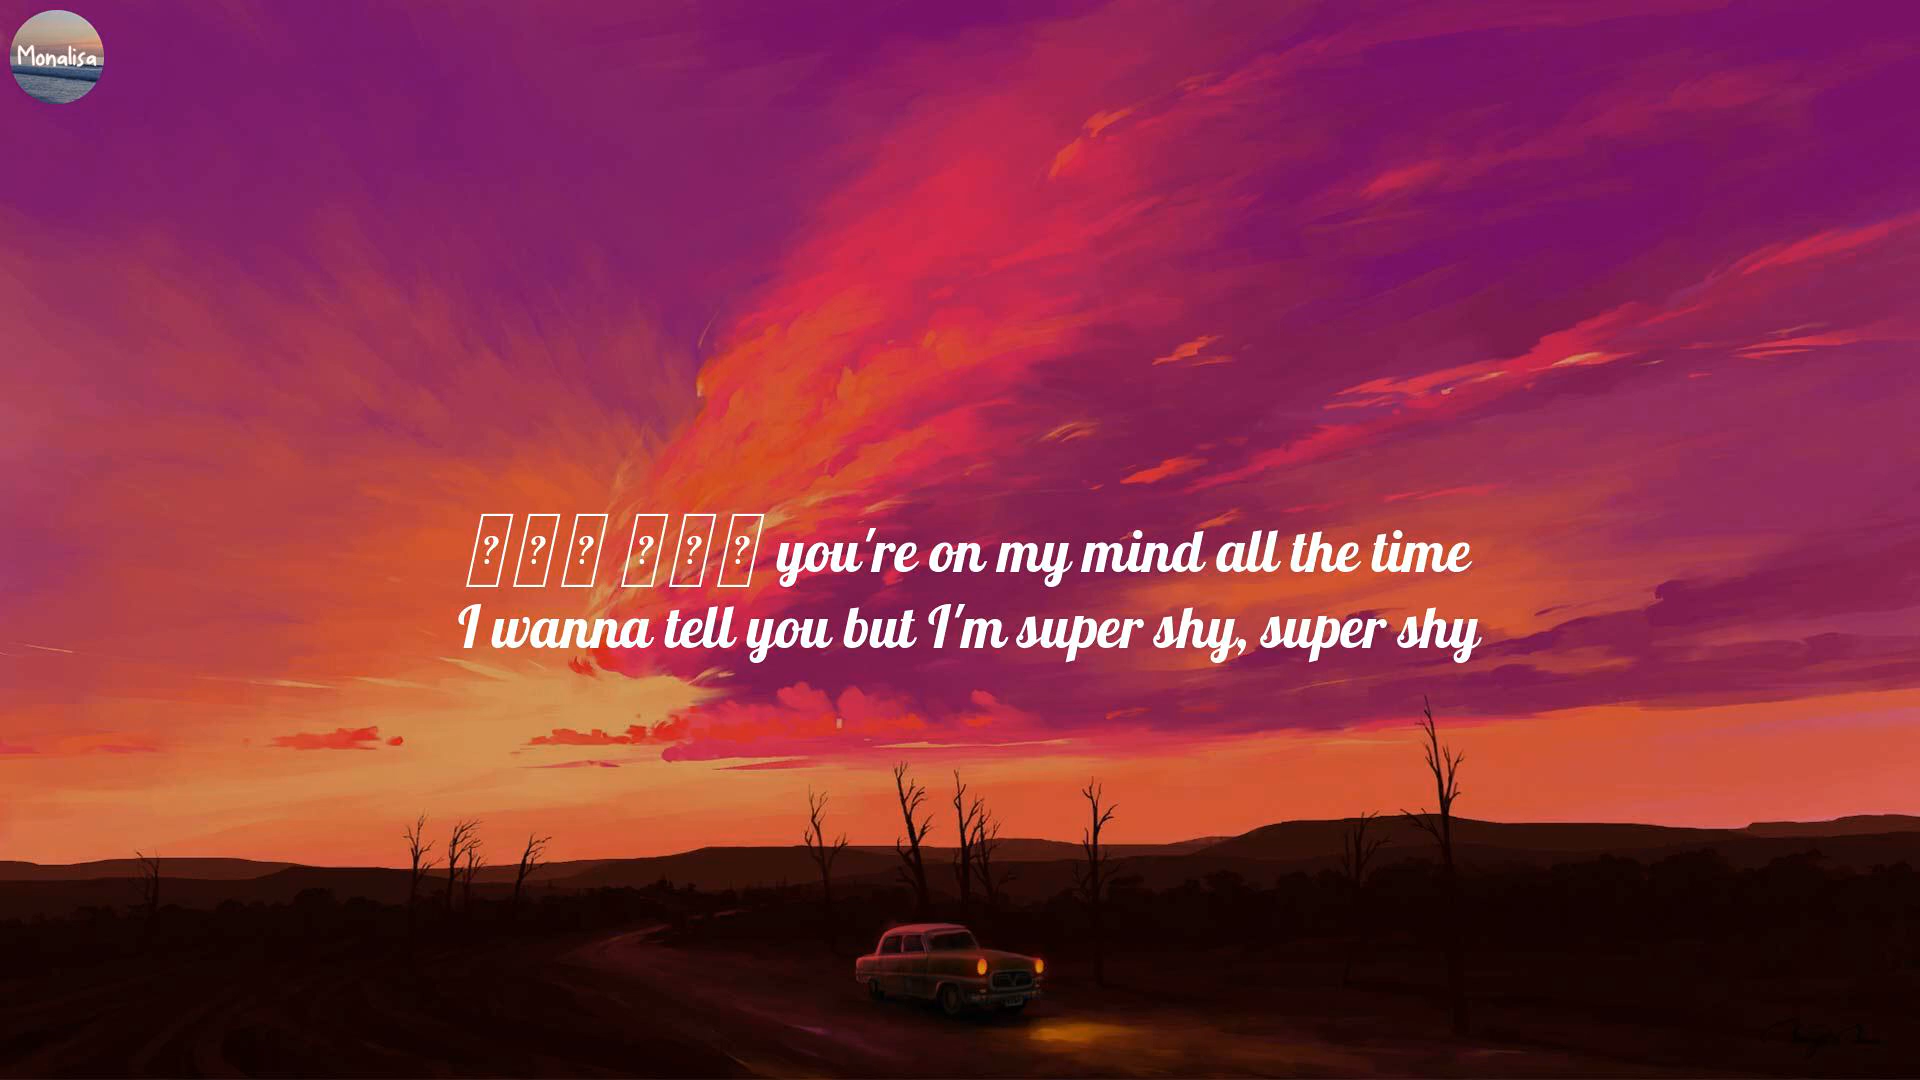 Monalisa
you're on my mind all the time
I wanna tell you but I'm super shy, super shy